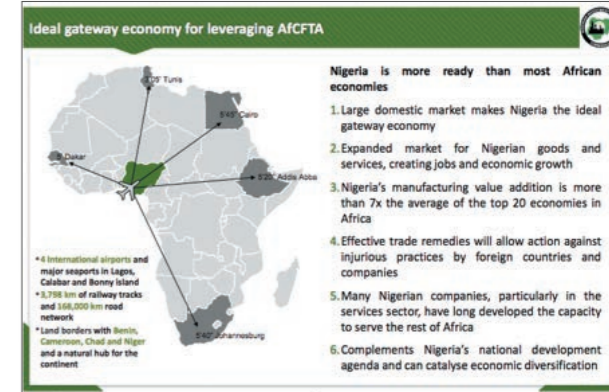 Ideal gateway economy for leveraging AfCFTA
3'05' Tunis
5'45' Cairo
5' Dakar
5'20' Addis Aba
5'40' Johannesburg
• 4 International airports and
major seaports in Lagos,
Calabar and Bonny island
• 3,798 km of railway tracks
and 168,000 km road
network
• Land borders with Benin,
Cameroon, Chad and Niger
and a natural hub for the
continent
Nigeria is more ready than most African
economies
1. Large domestic market makes Nigeria the ideal
gateway economy
2. Expanded market for Nigerian goods and
services, creating jobs and economic growth
3. Nigeria's manufacturing value addition is more
than 7x the average of the top 20 economies in
Africa
4. Effective trade remedies will allow action against
injurious practices by foreign countries and
companies
5. Many Nigerian companies, particularly in the
services sector, have long developed the capacity
to serve the rest of Africa
6. Complements Nigeria's national development
agenda and can catalyse economic diversification